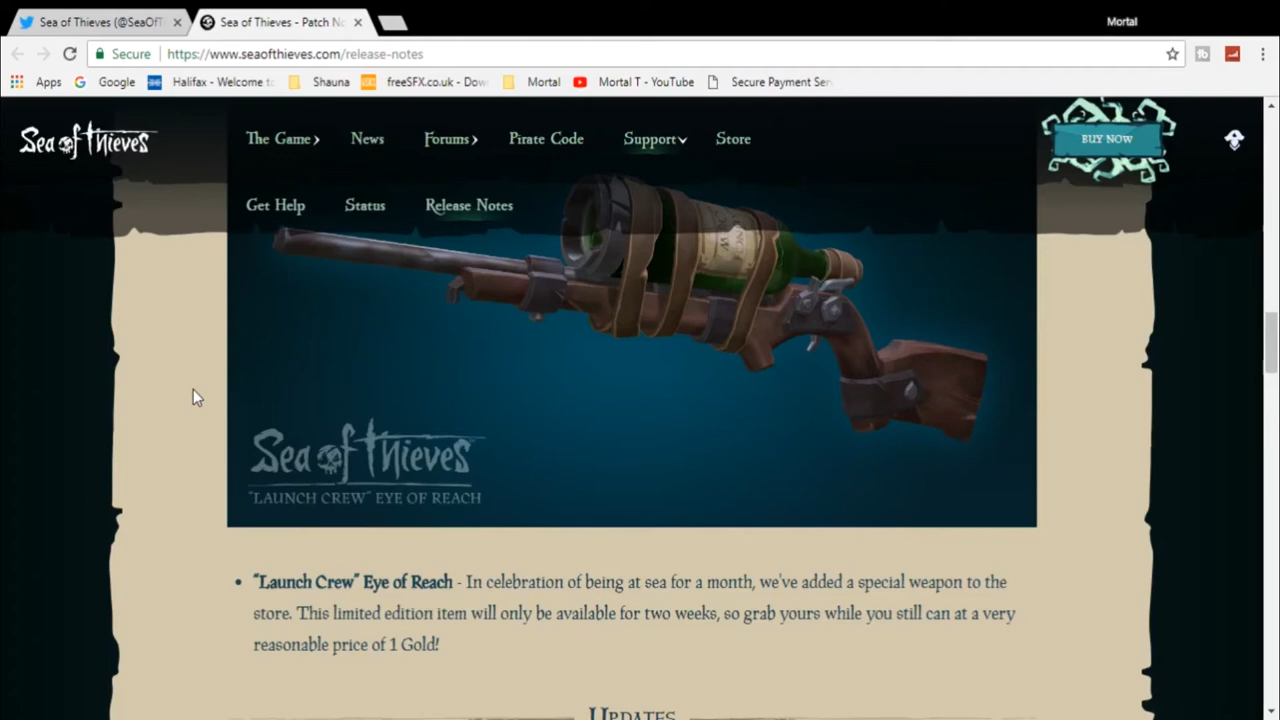 Sea of Thieves (@SeaOfT
Sea of Thieves - Patch No
Mortal
Secure
https://www.seaofthieves.com/release-notes
Apps
Google
Halifax - Welcome to
Shauna
freeSFX.co.uk - Dow
Mortal
Mortal T - YouTube
Secure Payment Serv
Sea of Thieves
The Game
News
Forums
Pirate Code
Support
Store
BUY NOW
Get Help
Status
Release Notes
Sea of Thieves
"LAUNCH CREW" EYE OF REACH
• "Launch Crew" Eye of Reach - In celebration of being at sea for a month, we've added a special weapon to the
store. This limited edition item will only be available for two weeks, so grab yours while you still can at a very
reasonable price of 1 Gold!
UPDATES